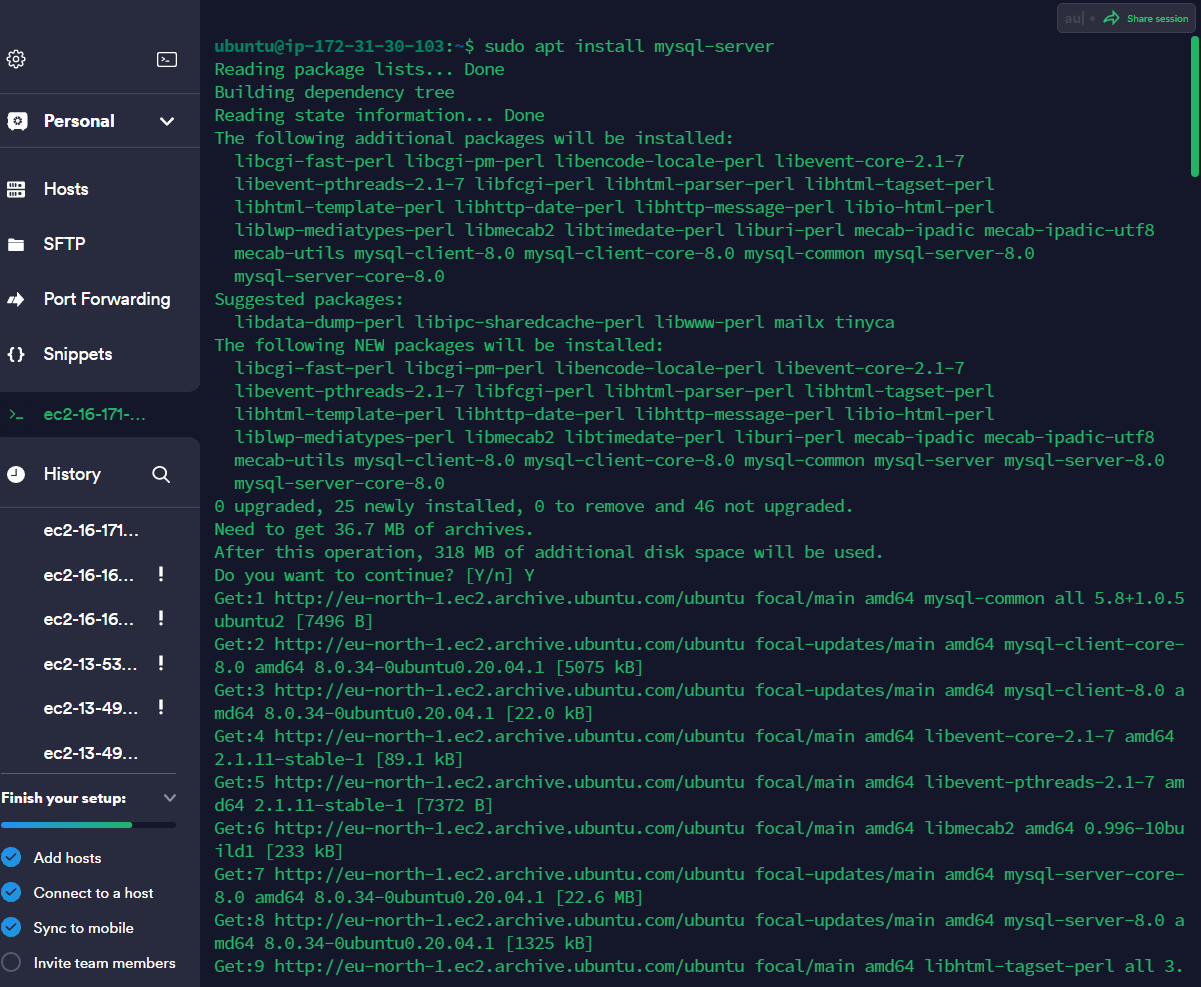 au| • Share session
Personal
Hosts
SFTP
Port Forwarding
Snippets
ec2-16-171-...
History
ec2-16-171...
ec2-16-16... !
ec2-16-16... !
ec2-13-53... !
ec2-13-49... !
ec2-13-49...
Finish your setup:
Add hosts
Connect to a host
Sync to mobile
Invite team members
ubuntu@ip-172-31-30-103:~$ sudo apt install mysql-server
Reading package lists... Done
Building dependency tree
Reading state information... Done
The following additional packages will be installed:
libcgi-fast-perl libcgi-pm-perl libencode-locale-perl libevent-core-2.1-7
libevent-pthreads-2.1-7 libfcgi-perl libhtml-parser-perl libhtml-tagset-perl
libhtml-template-perl libhttp-date-perl libhttp-message-perl libio-html-perl
liblwp-mediatypes-perl libmecab2 libtimedate-perl liburi-perl mecab-ipadic mecab-ipadic-utf8
mecab-utils mysql-client-8.0 mysql-client-core-8.0 mysql-common mysql-server-8.0
mysql-server-core-8.0
Suggested packages:
libdata-dump-perl libipc-sharedcache-perl libwww-perl mailx tinyca
The following NEW packages will be installed:
libcgi-fast-perl libcgi-pm-perl libencode-locale-perl libevent-core-2.1-7
libevent-pthreads-2.1-7 libfcgi-perl libhtml-parser-perl libhtml-tagset-perl
libhtml-template-perl libhttp-date-perl libhttp-message-perl libio-html-perl
liblwp-mediatypes-perl libmecab2 libtimedate-perl liburi-perl mecab-ipadic mecab-ipadic-utf8
mecab-utils mysql-client-8.0 mysql-client-core-8.0 mysql-common mysql-server mysql-server-8.0
mysql-server-core-8.0
0 upgraded, 25 newly installed, 0 to remove and 46 not upgraded.
Need to get 36.7 MB of archives.
After this operation, 318 MB of additional disk space will be used.
Do you want to continue? [Y/n] Y
Get:1 http://eu-north-1.ec2.archive.ubuntu.com/ubuntu focal/main amd64 mysql-common all 5.8+1.0.5
ubuntu2 [7496 B]
Get:2 http://eu-north-1.ec2.archive.ubuntu.com/ubuntu focal-updates/main amd64 mysql-client-core-
8.0 amd64 8.0.34-0ubuntu0.20.04.1 [5075 kB]
Get:3 http://eu-north-1.ec2.archive.ubuntu.com/ubuntu focal-updates/main amd64 mysql-client-8.0 a
md64 8.0.34-0ubuntu0.20.04.1 [22.0 kB]
Get:4 http://eu-north-1.ec2.archive.ubuntu.com/ubuntu focal/main amd64 libevent-core-2.1-7 amd64
2.1.11-stable-1 [89.1 kB]
Get:5 http://eu-north-1.ec2.archive.ubuntu.com/ubuntu focal/main amd64 libevent-pthreads-2.1-7 am
d64 2.1.11-stable-1 [7372 B]
Get:6 http://eu-north-1.ec2.archive.ubuntu.com/ubuntu focal/main amd64 libmecab2 amd64 0.996-10bu
ild1 [233 kB]
Get:7 http://eu-north-1.ec2.archive.ubuntu.com/ubuntu focal-updates/main amd64 mysql-server-core-
8.0 amd64 8.0.34-0ubuntu0.20.04.1 [22.6 MB]
Get:8 http://eu-north-1.ec2.archive.ubuntu.com/ubuntu focal-updates/main amd64 mysql-server-8.0 a
md64 8.0.34-0ubuntu0.20.04.1 [1325 kB]
Get:9 http://eu-north-1.ec2.archive.ubuntu.com/ubuntu focal/main amd64 libhtml-tagset-perl all 3.